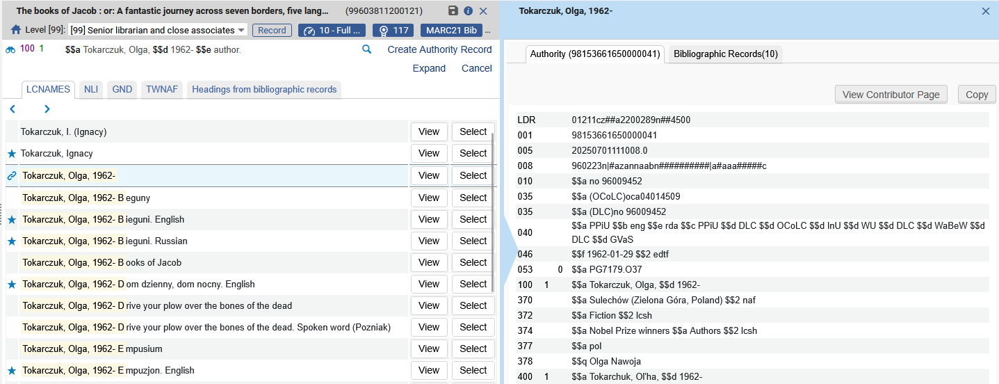 The books of Jacob : or: A fantastic journey across seven borders, five lang... (99603811200121)
Level [99]: [99] Senior librarian and close associates Record 10 - Full ... 117 MARC21 Bib ...
100 1 $$a Tokarczuk, Olga, $$d 1962- $$e author. Create Authority Record
Expand Cancel
LCNAMES NLI GND TWNAF Headings from bibliographic records
Tokarczuk, I. (Ignacy) View Select
Tokarczuk, Ignacy View Select
Tokarczuk, Olga, 1962- View Select
Tokarczuk, Olga, 1962- B eguny View Select
Tokarczuk, Olga, 1962- B ieguni. English View Select
Tokarczuk, Olga, 1962- B ieguni. Russian View Select
Tokarczuk, Olga, 1962- B ooks of Jacob View Select
Tokarczuk, Olga, 1962- D om dzienny, dom nocny. English View Select
Tokarczuk, Olga, 1962- D rive your plow over the bones of the dead View Select
Tokarczuk, Olga, 1962- D rive your plow over the bones of the dead. Spoken word (Pozniak) View Select
Tokarczuk, Olga, 1962- E mpusium View Select
Tokarczuk, Olga, 1962- E mpuzjon. English View Select
Tokarczuk, Olga, 1962-
Authority (98153661650000041) Bibliographic Records(10)
View Contributor Page Copy
LDR 01211cz##a2200289n##4500
001 98153661650000041
005 20250701111008.0
008 960223n|#azannaabn##########|a#aaa#####c
010 $$a no 96009452
035 $$a (OCoLC)oca04014509
035 $$a (DLC)no 96009452
040 $$a PPiU $$b eng $$e rda $$c PPiU $$d DLC $$d OCoLC $$d InU $$d WU $$d DLC $$d WaBeW $$d
DLC $$d GVaS
046 $$f 1962-01-29 $$2 edtf
053 0 $$a PG7179.O37
100 1 $$a Tokarczuk, Olga, $$d 1962-
370 $$a Sulechów (Zielona Góra, Poland) $$2 naf
372 $$a Fiction $$2 lcsh
374 $$a Nobel Prize winners $$a Authors $$2 lcsh
377 $$a pol
378 $$q Olga Nawoja
400 1 $$a Tokarchuk, Olʹha, $$d 1962-